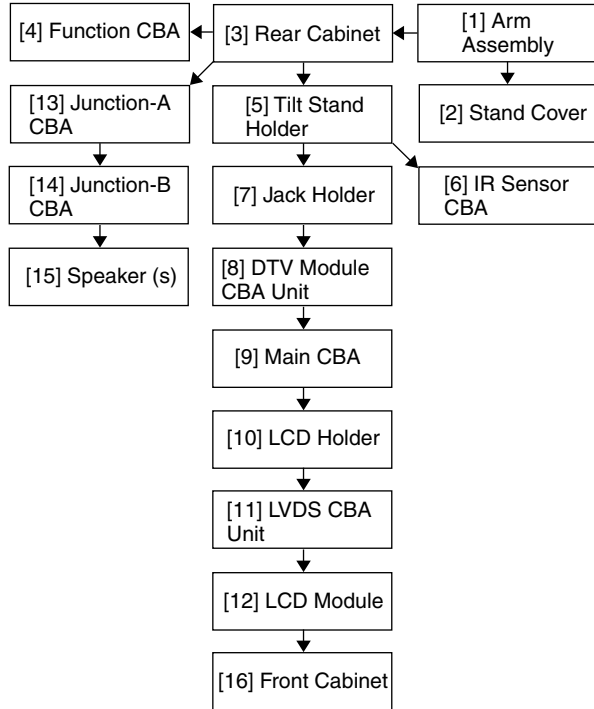 [4] Function CBA
[3] Rear Cabinet
[1] Arm
Assembly
[13] Junction-A
CBA
[5] Tilt Stand
Holder
[2] Stand Cover
[14] Junction-B
CBA
[7] Jack Holder
[6] IR Sensor
CBA
[15] Speaker (s)
[8] DTV Module
CBA Unit
[9] Main CBA
[10] LCD Holder
[11] LVDS CBA
Unit
[12] LCD Module
[16] Front Cabinet